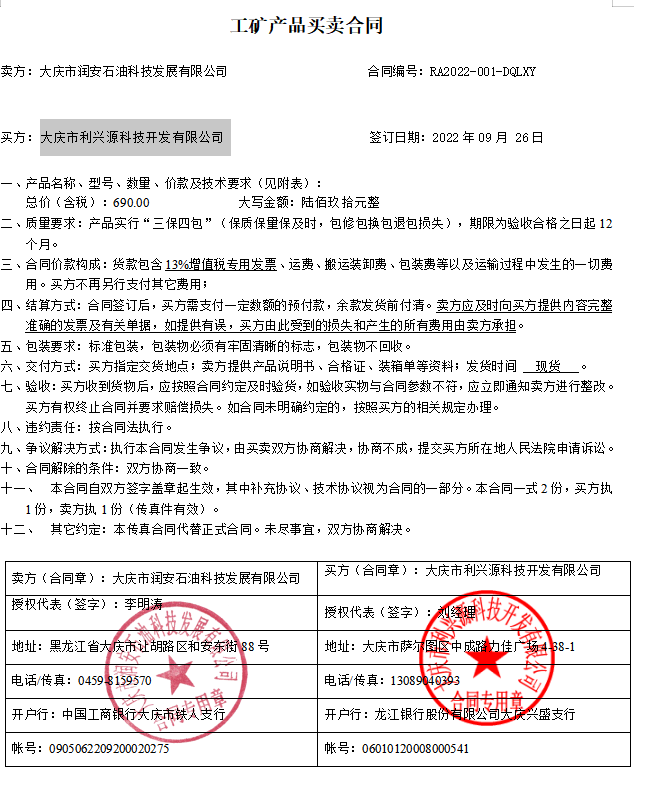 工矿产品买卖合同
卖方：大庆市润安石油科技发展有限公司 合同编号：RA2022-001-DQLXY
买方：大庆市利兴源科技开发有限公司 签订日期：2022 年 09 月 26 日
一、产品名称、型号、数量、价款及技术要求（见附表）：
总价（含税）：690.00 大写金额：陆佰玖拾元整
二、质量要求：产品实行“三保四包”（保质保量保及时，包修包换包退包损失），期限为验收合格之日起 12
个月。
三、合同价款构成：货款包含 13%增值税专用发票、运费、搬运装卸费、包装费等以及运输过程中发生的一切费
用。买方不再另行支付其它费用；
四、结算方式：合同签订后，买方需支付一定数额的预付款，余款发货前付清。卖方应及时向买方提供内容完整
准确的发票及有关单据，如提供有误，买方由此受到的损失和产生的所有费用由卖方承担。
五、包装要求：标准包装，包装物必须有牢固清晰的标志，包装物不回收。
六、交付方式：买方指定交货地点；卖方提供产品说明书、合格证、装箱单等资料；发货时间 现货 。
七、验收：买方收到货物后，应按照合同约定及时验货，如验收实物与合同参数不符，应立即通知卖方进行整改。
买方有权终止合同并要求赔偿损失。如合同未明确约定的，按照买方的相关规定办理。
八、违约责任：按合同法执行。
九、争议解决方式：执行本合同发生争议，由买卖双方协商解决，协商不成，提交买方所在地人民法院申请诉讼。
十、合同解除的条件：双方协商一致。
十一、 本合同自双方签字盖章起生效，其中补充协议、技术协议视为合同的一部分。本合同一式 2 份，买方执
1 份，卖方执 1 份（传真件有效）。
十二、 其它约定：本传真合同代替正式合同。未尽事宜，双方协商解决。
卖方（合同章）：大庆市润安石油科技发展有限公司
买方（合同章）：大庆市利兴源科技开发有限公司
授权代表（签字）：李明涛
授权代表（签字）：刘经理
地址：黑龙江省大庆市让胡路区和安东街 88 号
地址：大庆市萨尔图区中成路力佳广场 4-38-1
电话/传真：0459-8159570
电话/传真：13089040393
开户行：中国工商银行大庆市铁人支行
开户行：龙江银行股份有限公司大庆兴盛支行
帐号：0905062209200020275
帐号：06010120008000541
大庆市润安石油科技发展有限公司
合同专用章
大庆市利兴源科技开发有限公司
合同专用章